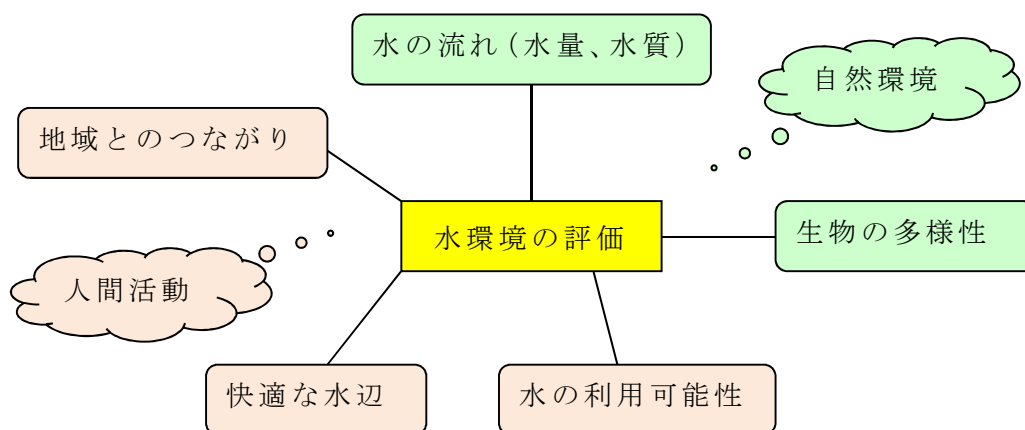 水の流れ（水量、水質）
自然環境
地域とのつながり
水環境の評価
生物の多様性
人間活動
快適な水辺
水の利用可能性